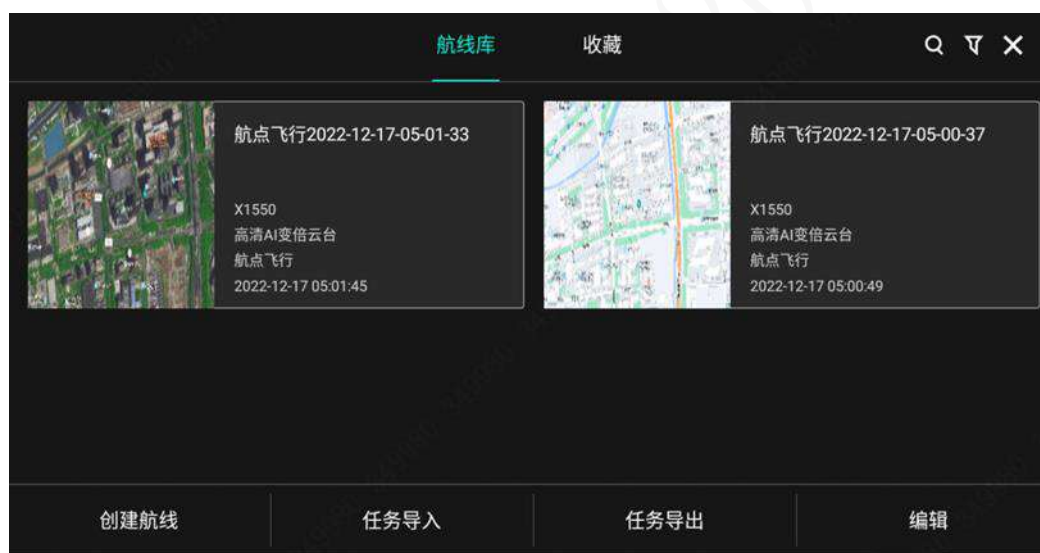 航线库 收藏
航点飞行2022-12-17-05-01-33
X1550
高清AI变倍云台
航点飞行
2022-12-17 05:01:45
航点飞行2022-12-17-05-00-37
X1550
高清AI变倍云台
航点飞行
2022-12-17 05:00:49
创建航线 任务导入 任务导出 编辑